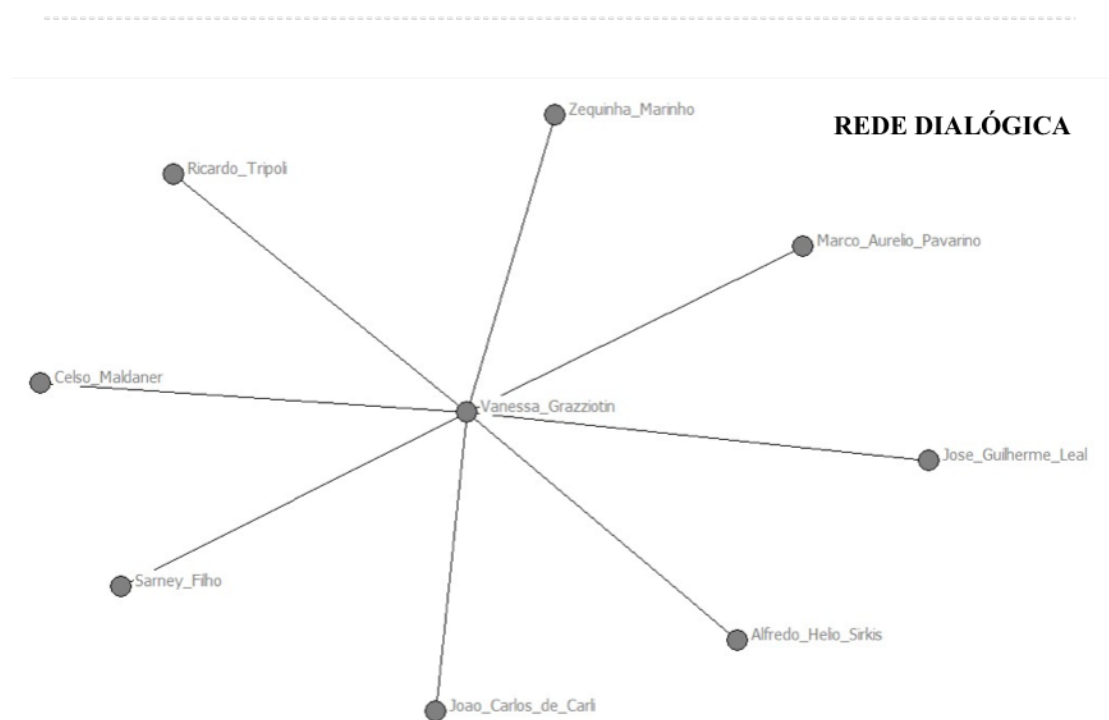 Zequinha_Marinho
REDE DIALÓGICA
Ricardo_Tripoli
Marco_Aurelio_Pavarino
Celso_Maldaner
Vanessa_Grazziotin
Jose_Guilherme_Leal
Sarney_Filho
Alfredo_Helio_Sirkis
Joao_Carlos_de_Carli